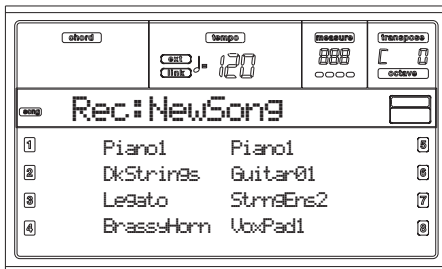 chord tempo measure transpose
ext link ♩= 120 888 C 0
octave
song Rec:NewSong
1 Piano1 Piano1 5
2 DkStrings Guitar01 6
3 Legato StrngEns2 7
4 BrassyHorn VoxPad1 8